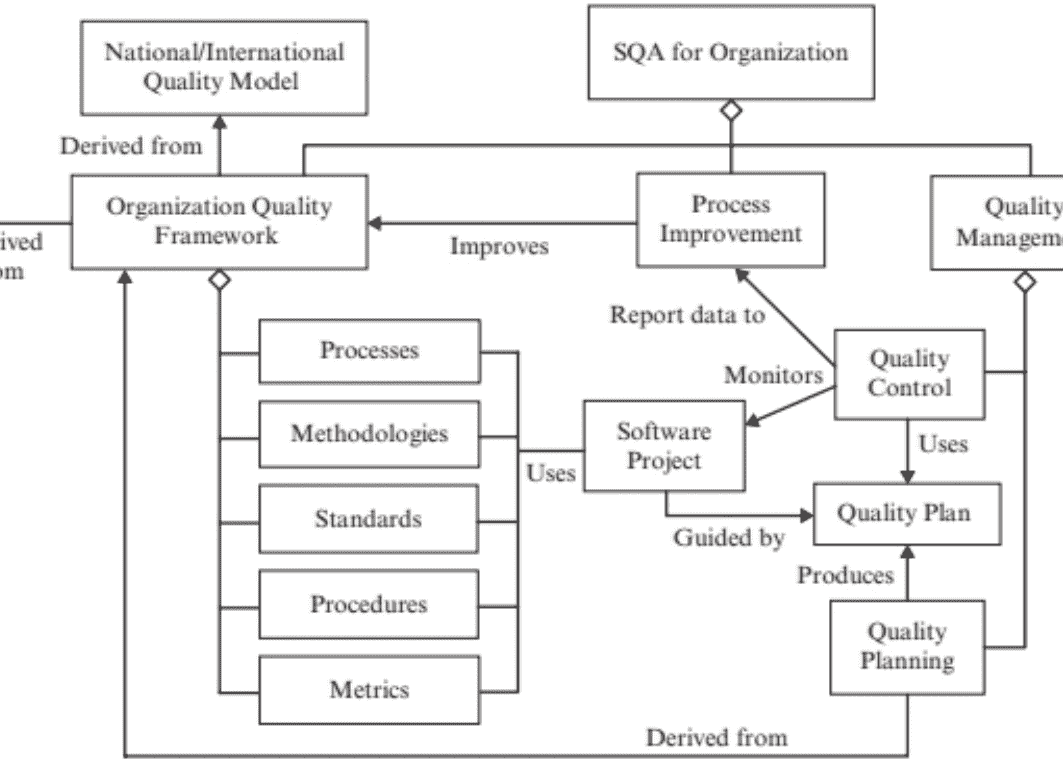 National/International
Quality Model
SQA for Organization
Derived from
Organization Quality
Framework
Process
Improvement
Quality
Improves
Report data to
Processes
Quality
Control
Monitors
Methodologies
Software
Project
Uses
Uses
Standards
Quality Plan
Guided by
Produces
Procedures
Quality
Planning
Metrics
Derived from